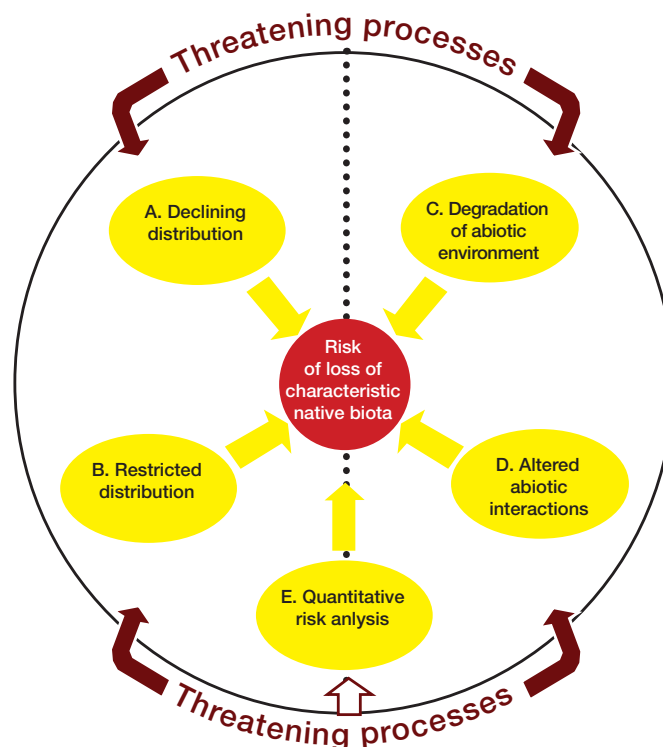 Threatening processes
A. Declining
distribution
C. Degradation
of abiotic
environment
Risk
of loss of
characteristic
native biota
B. Restricted
distribution
D. Altered
abiotic
interactions
E. Quantitative
risk anlysis
Threatening processes